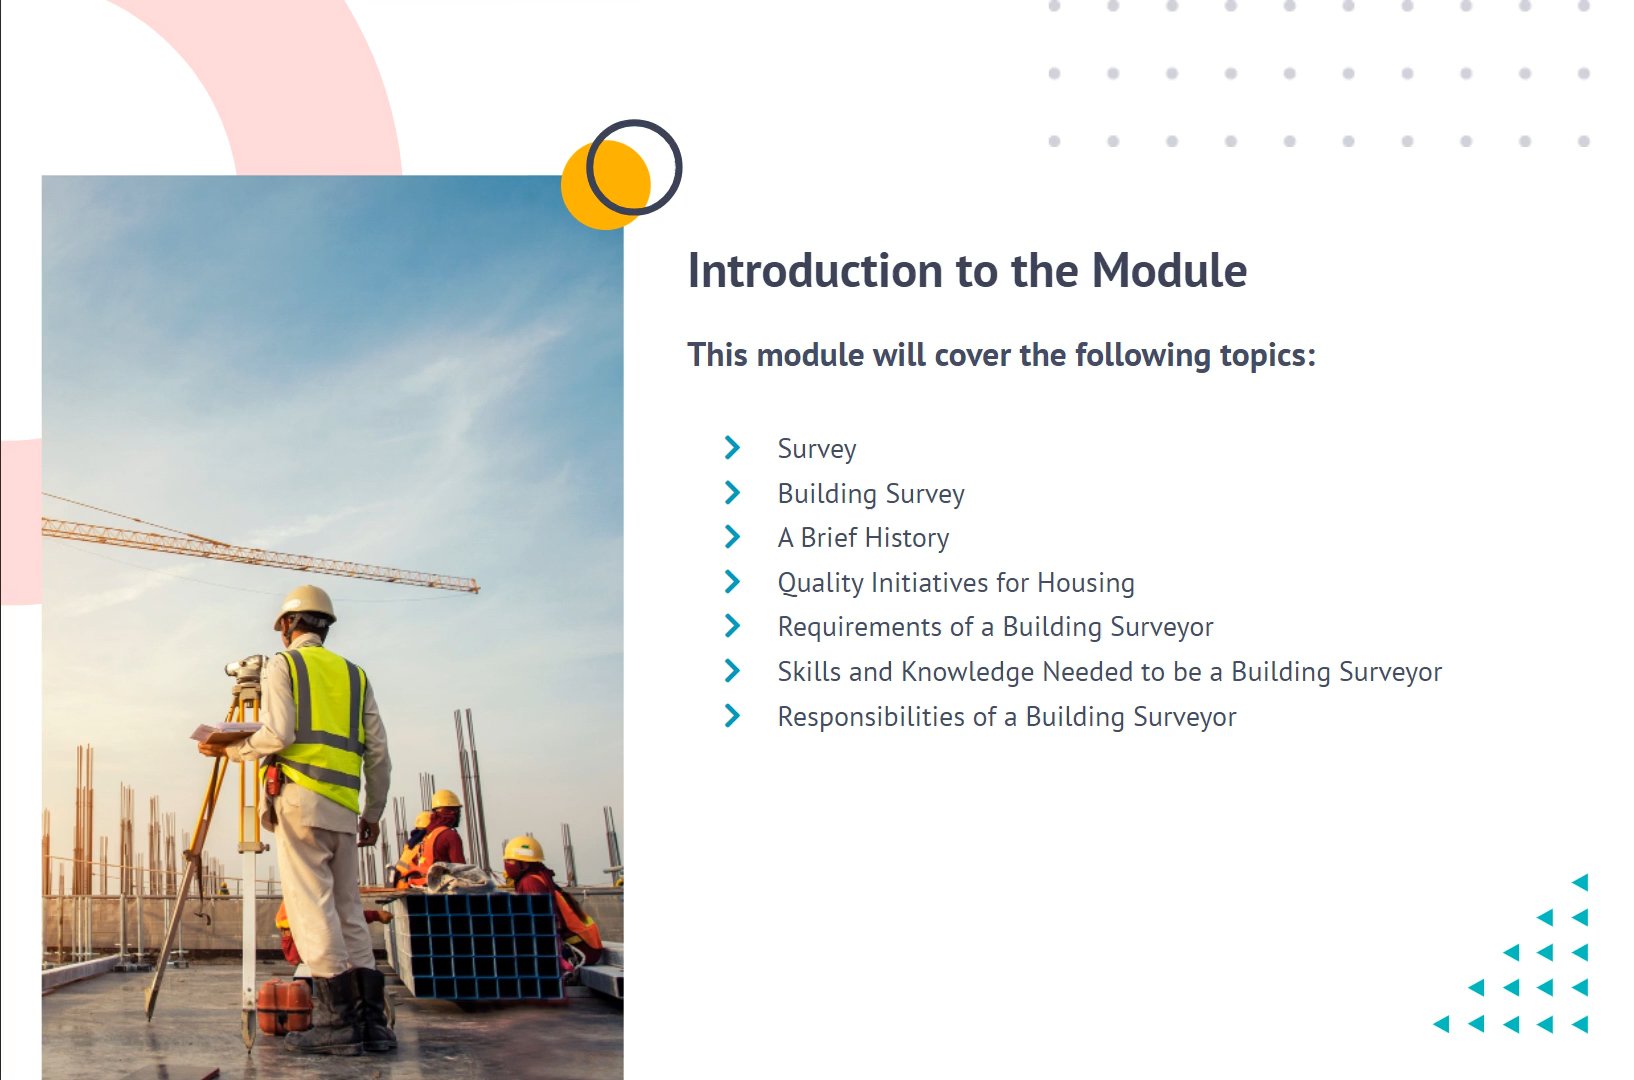 Introduction to the Module
This module will cover the following topics:
Survey
Building Survey
A Brief History
Quality Initiatives for Housing
Requirements of a Building Surveyor
Skills and Knowledge Needed to be a Building Surveyor
Responsibilities of a Building Surveyor